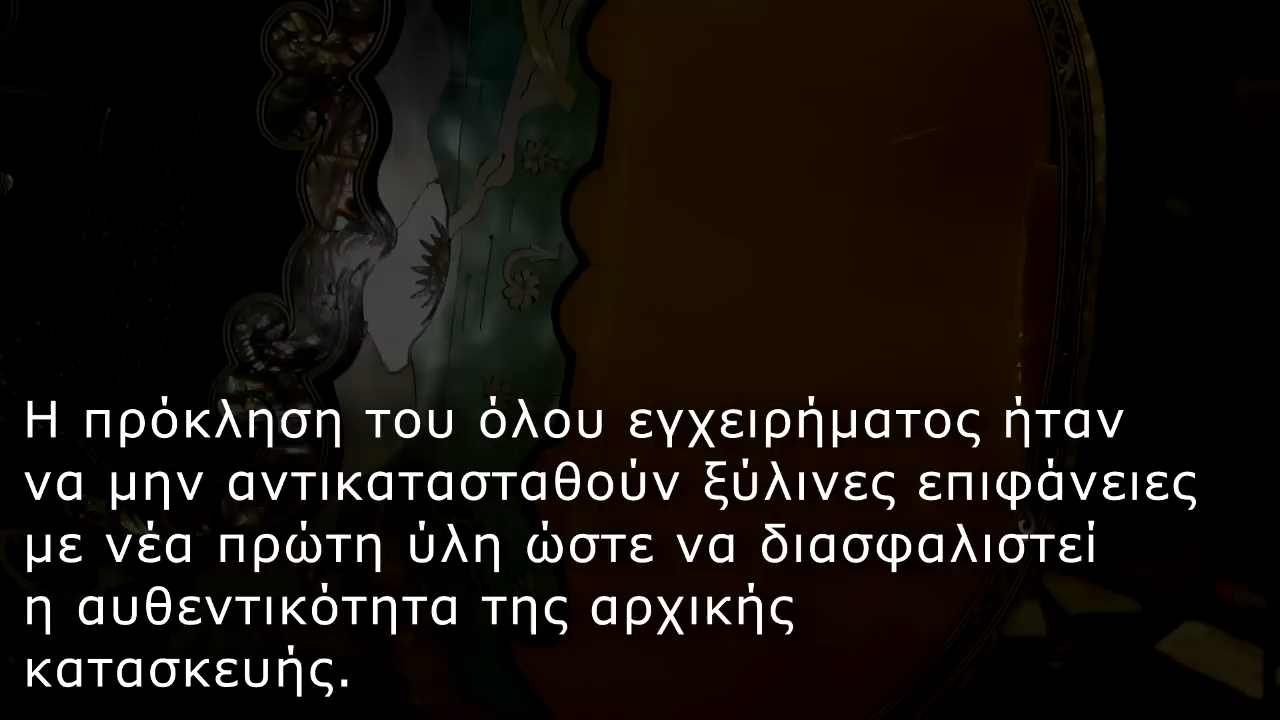 Η πρόκληση του όλου εγχειρήματος ήταν
να μην αντικατασταθούν ξύλινες επιφάνειες
με νέα πρώτη ύλη ώστε να διασφαλιστεί
η αυθεντικότητα της αρχικής
κατασκευής.